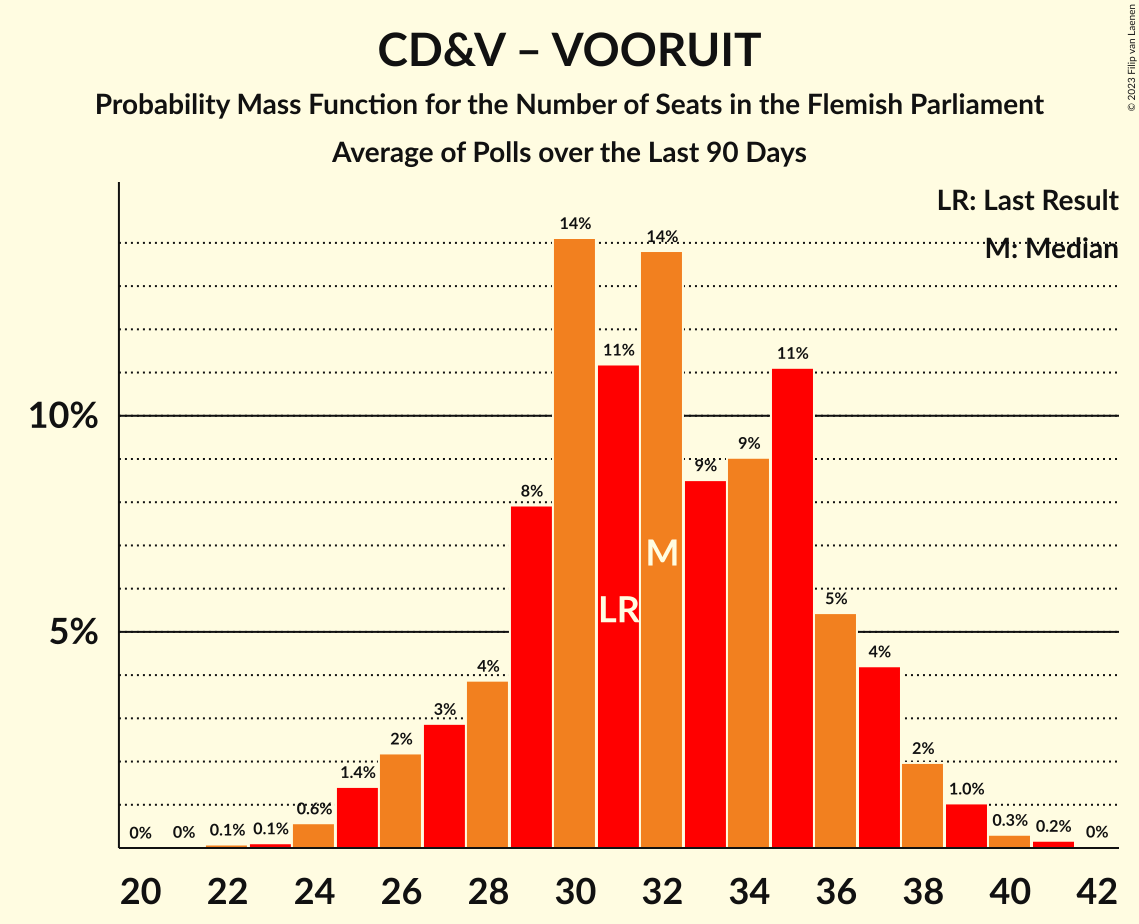 CD&V – VOORUIT
Probability Mass Function for the Number of Seats in the Flemish Parliament
Average of Polls over the Last 90 Days
© 2023 Filip van Laenen
LR: Last Result
M: Median
14%
14%
11%
11%
10%
9%
9%
8%
M
5%
LR
5%
4%
4%
3%
2%
2%
1.4%
1.0%
0.6%
0%
0%
0.1%
0.1%
0.3%
0.2%
0%
20 22 24 26 28 30 32 34 36 38 40 42